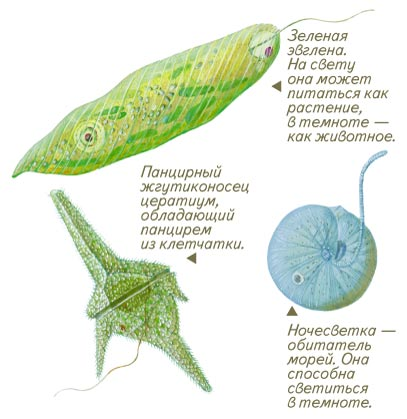 Зеленая
эвглена.
На свету
она может
питаться как
растение,
в темноте —
как животное.
Панцирный
жгутиконосец
цератиум,
обладающий
панцирем
из клетчатки.
Ночесветка —
обитатель
морей. Она
способна
светиться
в темноте.